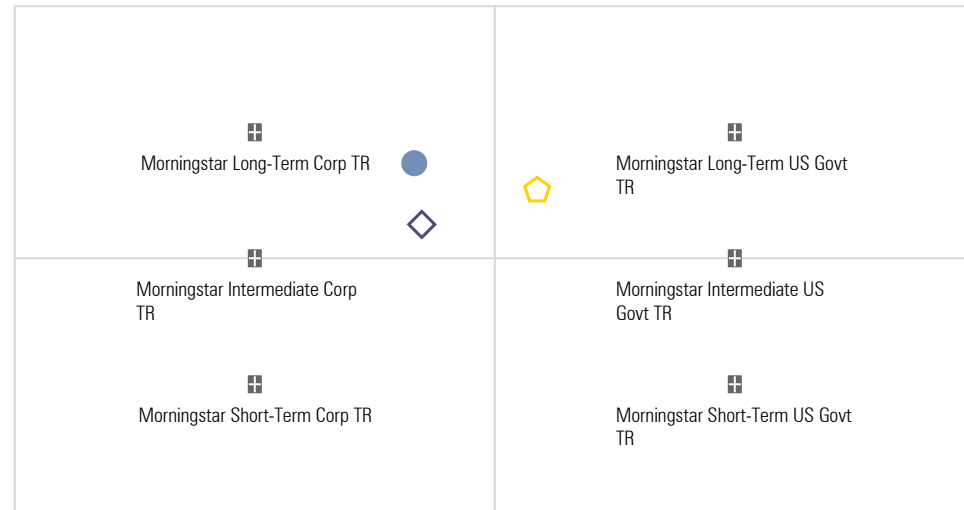 Morningstar Long-Term Corp TR
Morningstar Long-Term US Govt
TR
Morningstar Intermediate Corp
TR
Morningstar Intermediate US
Govt TR
Morningstar Short-Term Corp TR
Morningstar Short-Term US Govt
TR